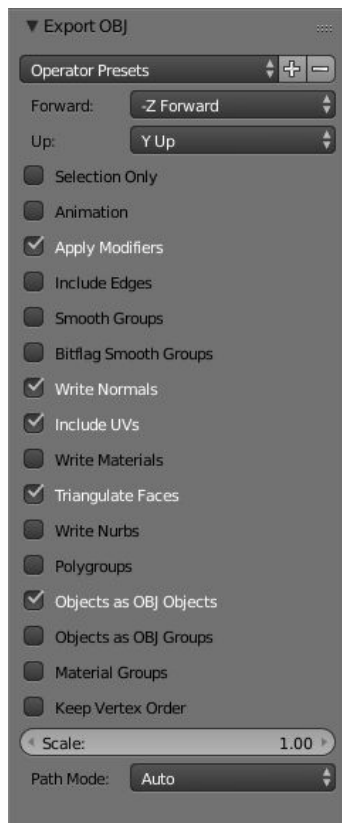 Export OBJ
Operator Presets
Forward: -Z Forward
Up: Y Up
Selection Only
Animation
Apply Modifiers
Include Edges
Smooth Groups
Bitflag Smooth Groups
Write Normals
Include UVs
Write Materials
Triangulate Faces
Write Nurbs
Polygroups
Objects as OBJ Objects
Objects as OBJ Groups
Material Groups
Keep Vertex Order
Scale: 1.00
Path Mode: Auto